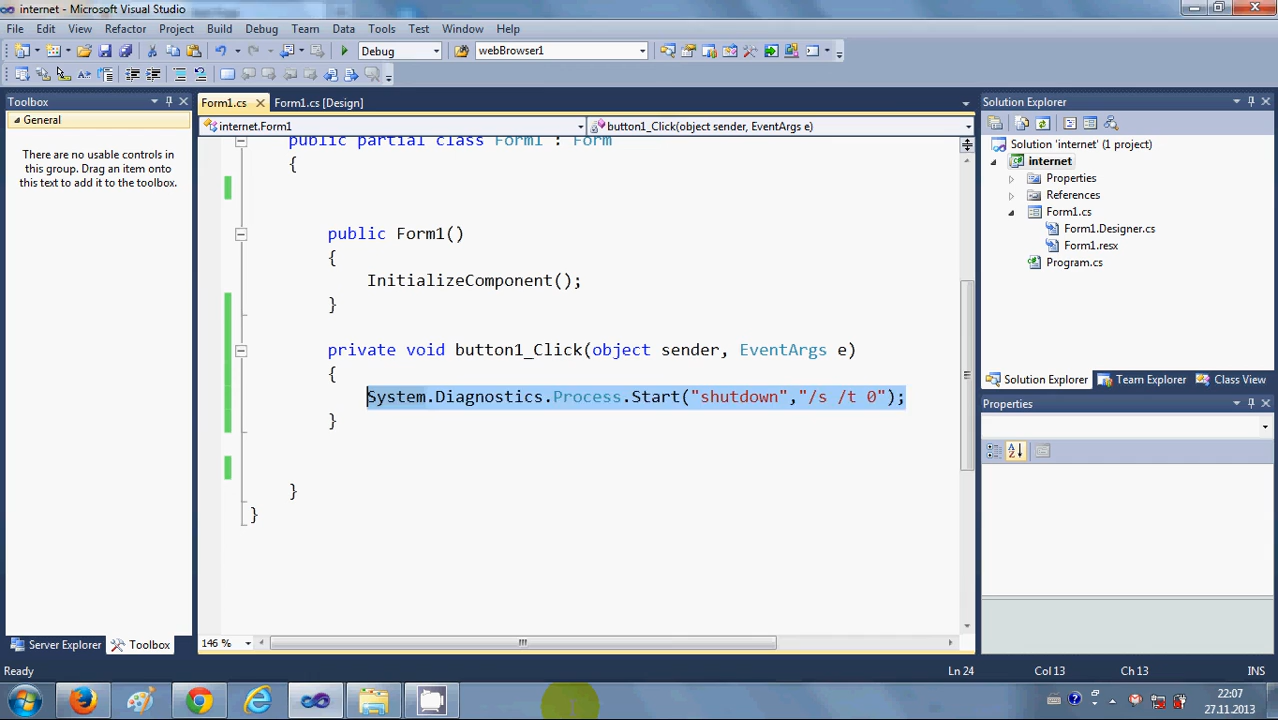 internet - Microsoft Visual Studio
File Edit View Refactor Project Build Debug Team Data Tools Test Window Help
Debug webBrowser1
Toolbox
General
There are no usable controls in
this group. Drag an item onto
this text to add it to the toolbox.
Server Explorer Toolbox
Form1.cs Form1.cs [Design]
internet.Form1 button1_Click(object sender, EventArgs e)
public partial class Form1 : Form
{
public Form1()
{
InitializeComponent();
}
private void button1_Click(object sender, EventArgs e)
{
System.Diagnostics.Process.Start("shutdown","/s /t 0");
}
}
}
146 %
Solution Explorer
Solution 'internet' (1 project)
internet
Properties
References
Form1.cs
Form1.Designer.cs
Form1.resx
Program.cs
Solution Explorer Team Explorer Class View
Properties
Ready Ln 24 Col 13 Ch 13 INS
22:07
27.11.2013